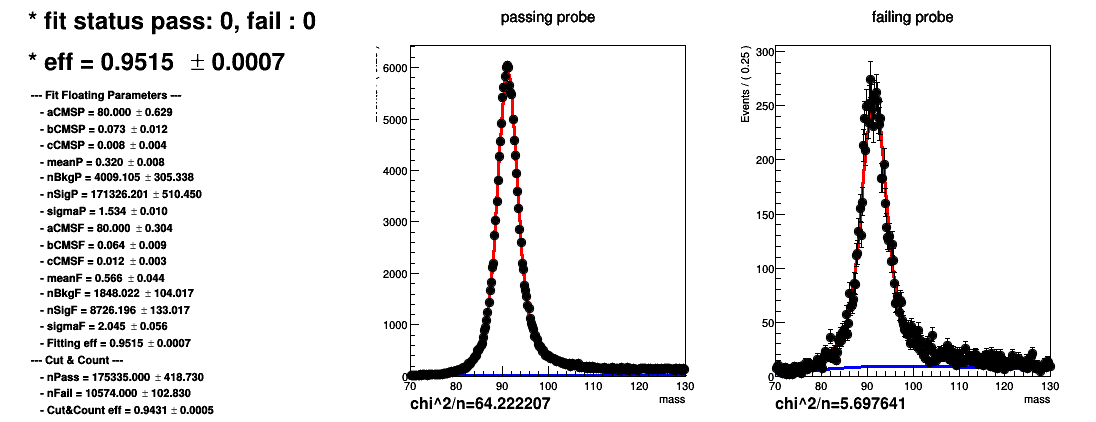 * fit status pass: 0, fail : 0
* eff = 0.9515 ± 0.0007
--- Fit Floating Parameters ---
- aCMSP = 80.000 ± 0.629
- bCMSP = 0.073 ± 0.012
- cCMSP = 0.008 ± 0.004
- meanP = 0.320 ± 0.008
- nBkgP = 4009.105 ± 305.338
- nSigP = 171326.201 ± 510.450
- sigmaP = 1.534 ± 0.010
- aCMSF = 80.000 ± 0.304
- bCMSF = 0.064 ± 0.009
- cCMSF = 0.012 ± 0.003
- meanF = 0.566 ± 0.044
- nBkgF = 1848.022 ± 104.017
- nSigF = 8726.196 ± 133.017
- sigmaF = 2.045 ± 0.056
- Fitting eff = 0.9515 ± 0.0007
--- Cut & Count ---
- nPass = 175335.000 ± 418.730
- nFail = 10574.000 ± 102.830
- Cut&Count eff = 0.9431 ± 0.0005
passing probe
6000
5000
4000
3000
2000
1000
0
70 80 90 100 110 120 130
mass
chi^2/n=64.222207
failing probe
Events / ( 0.25 )
300
250
200
150
100
50
0
70 80 90 100 110 120 130
mass
chi^2/n=5.697641